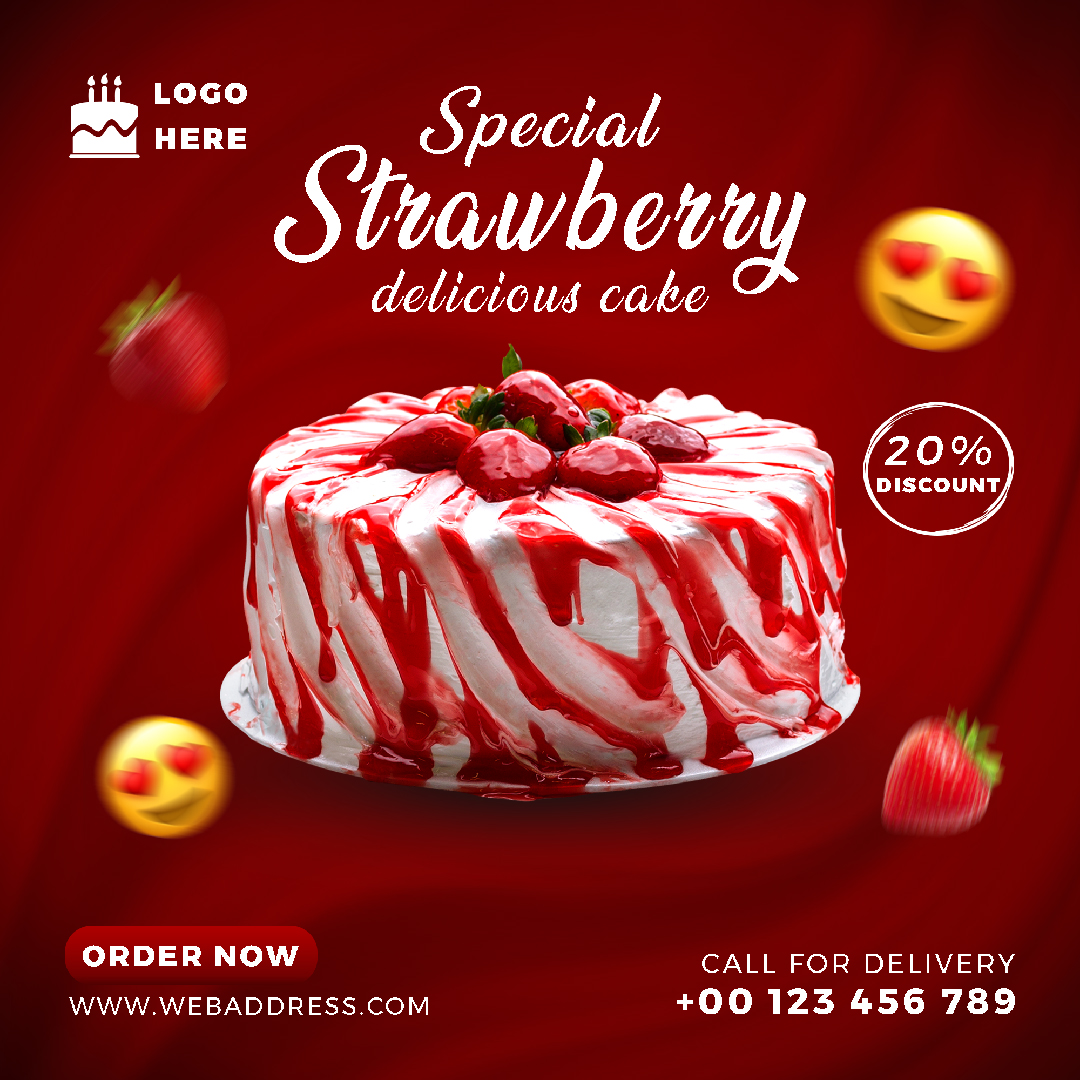 LOGO
HERE
Special
Strawberry
delicious cake
20%
DISCOUNT
ORDER NOW
WWW.WEBADDRESS.COM
CALL FOR DELIVERY
+00 123 456 789